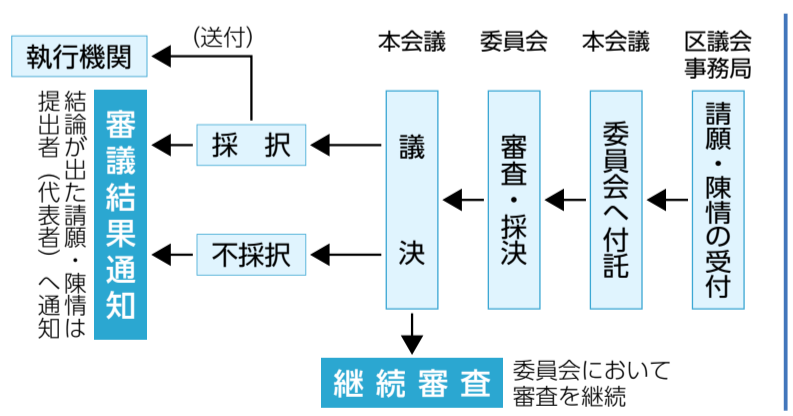 区議会
事務局
請願・陳情の受付
本会議
委員会へ付託
委員会
審査・採決
本会議
議決
採択
不採択
(送付)
執行機関
審議結果通知
結論が出た請願・陳情は
提出者（代表者）へ通知
継続審査
委員会において
審査を継続